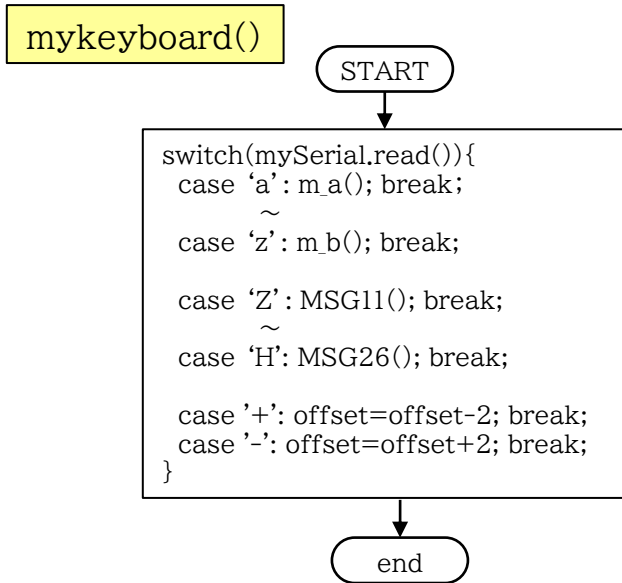 mykeyboard()
START
switch(mySerial.read()){
case ‘a’: m_a(); break;
~
case ‘z’: m_b(); break;
case ‘Z’: MSG11(); break;
~
case ‘H’: MSG26(); break;
case '+': offset=offset-2; break;
case '-': offset=offset+2; break;
}
end